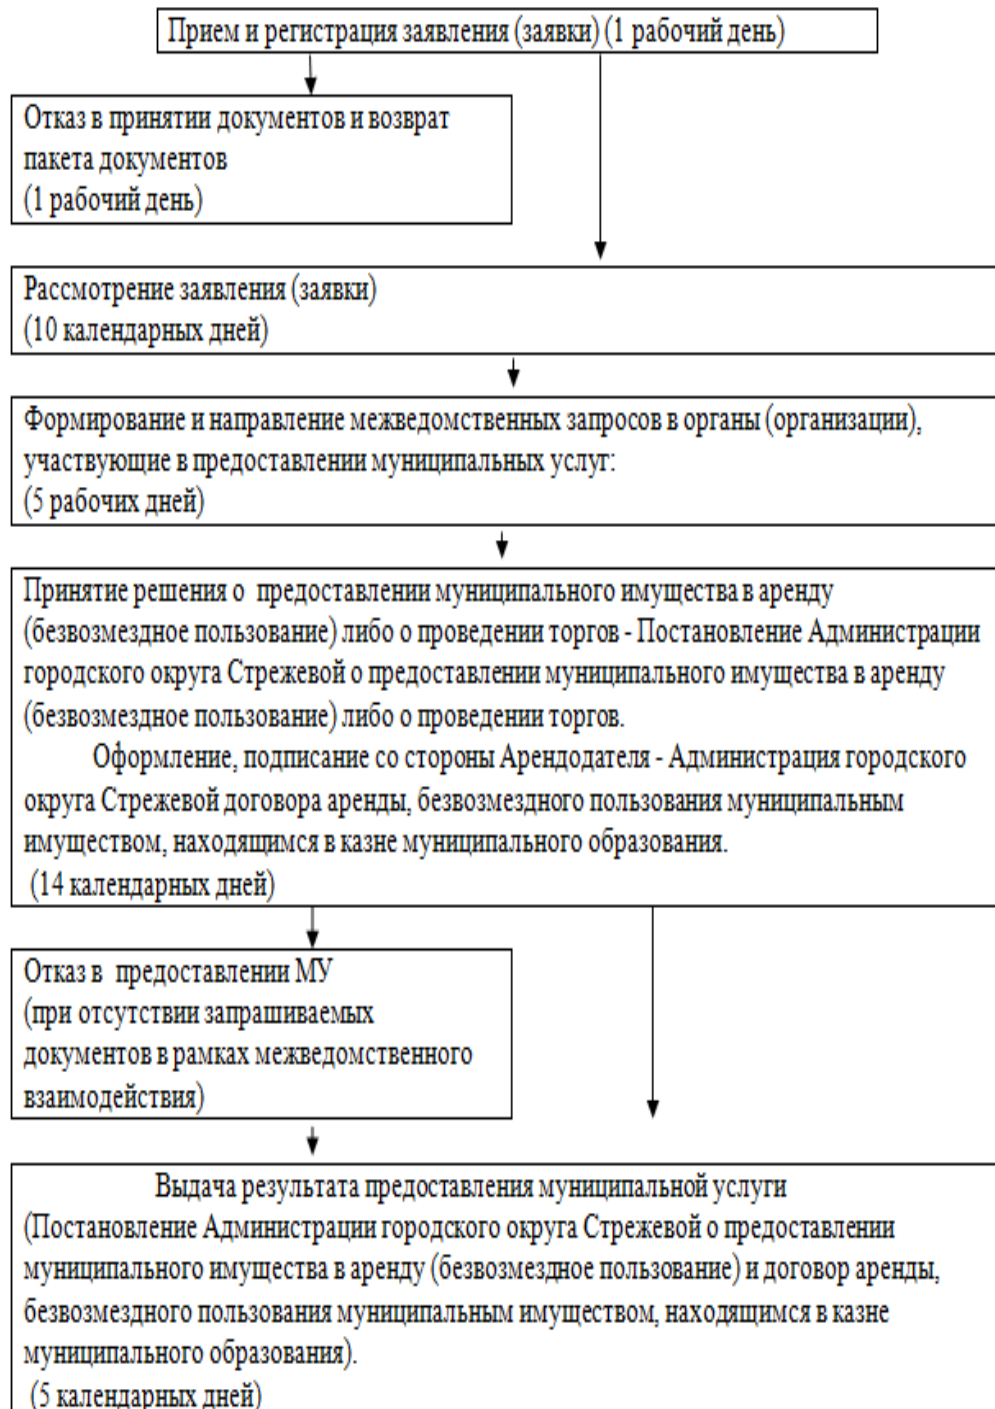 Прием и регистрация заявления (заявки) (1 рабочий день)
Отказ в принятии документов и возврат
пакета документов
(1 рабочий день)
Рассмотрение заявления (заявки)
(10 календарных дней)
Формирование и направление межведомственных запросов в органы (организации),
участвующие в предоставлении муниципальных услуг:
(5 рабочих дней)
Принятие решения о предоставлении муниципального имущества в аренду
(безвозмездное пользование) либо о проведении торгов - Постановление Администрации
городского округа Стрежевой о предоставлении муниципального имущества в аренду
(безвозмездное пользование) либо о проведении торгов.
Оформление, подписание со стороны Арендодателя - Администрация городского
округа Стрежевой договора аренды, безвозмездного пользования муниципальным
имуществом, находящимся в казне муниципального образования.
(14 календарных дней)
Отказ в предоставлении МУ
(при отсутствии запрашиваемых
документов в рамках межведомственного
взаимодействия)
Выдача результата предоставления муниципальной услуги
(Постановление Администрации городского округа Стрежевой о предоставлении
муниципального имущества в аренду (безвозмездное пользование) и договор аренды,
безвозмездного пользования муниципальным имуществом, находящимся в казне
муниципального образования).
(5 календарных дней)